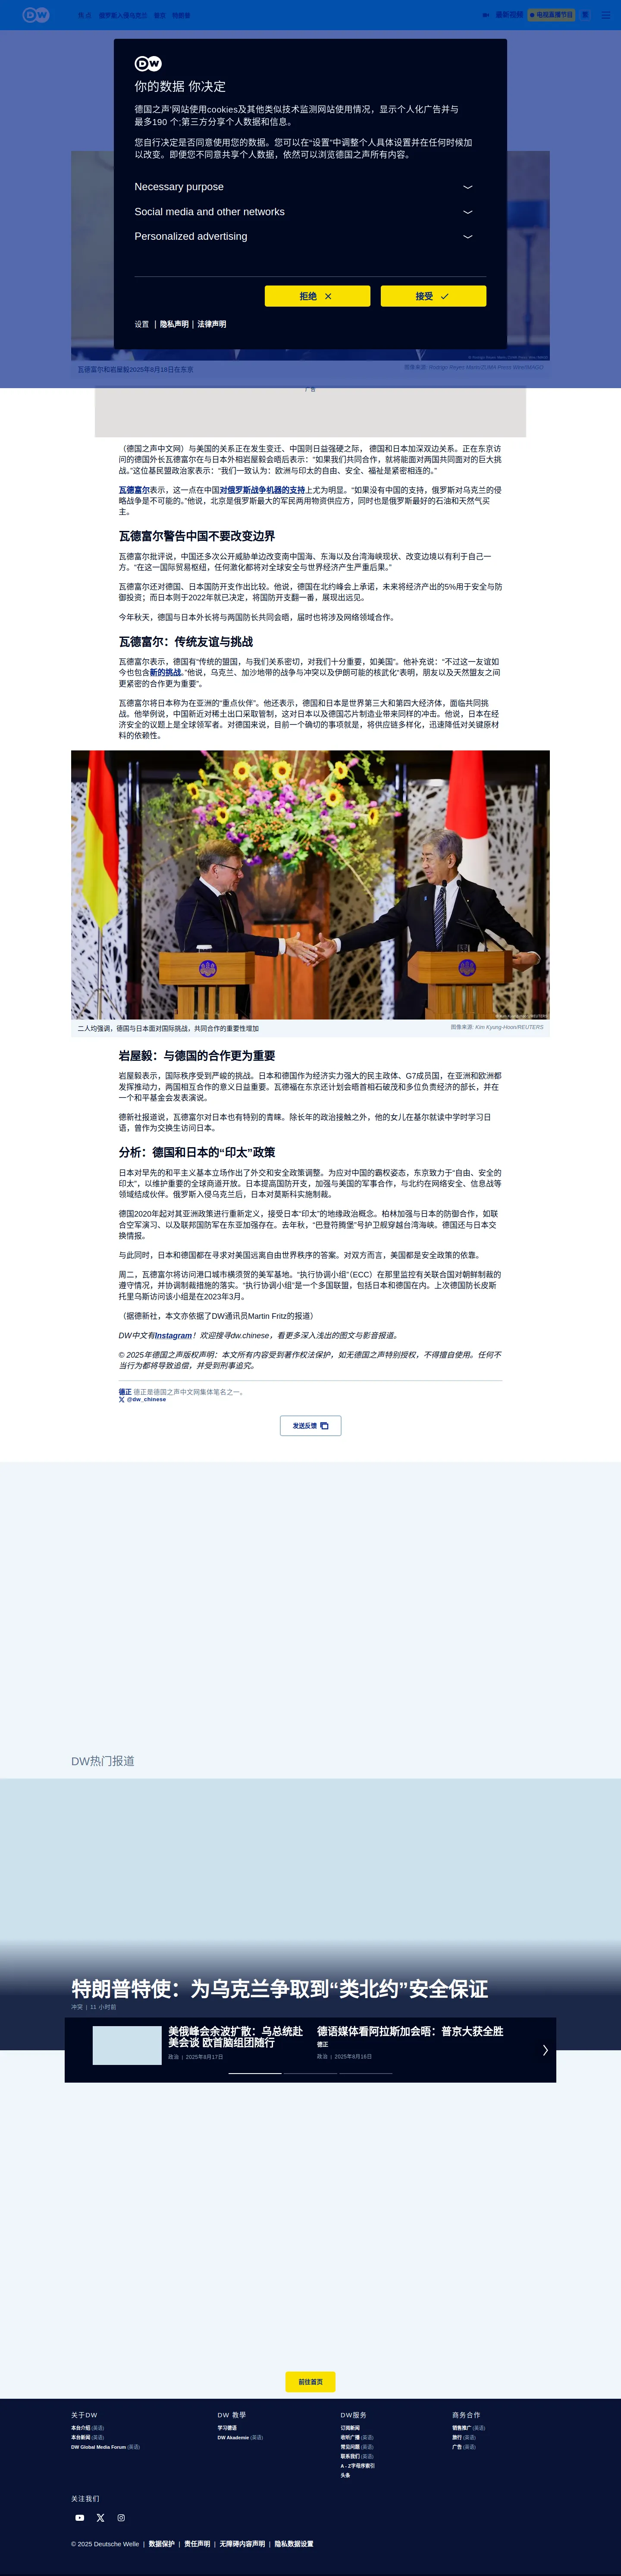 DW
焦点
俄罗斯入侵乌克兰
普京
特朗普
最新视频
电视直播节目
你的数据 你决定
德国之声‘网站使用cookies及其他类似技术监测网站使用情况，显示个人化广告并与
最多190 个;第三方分享个人数据和信息。
您自行决定是否同意使用您的数据。您可以在“设置”中调整个人具体设置并在任何时候加
以改变。即便您不同意共享个人数据，依然可以浏览德国之声所有内容。
Necessary purpose
Social media and other networks
Personalized advertising
拒绝
接受
设置 | 隐私声明 | 法律声明
瓦德富尔和岩屋毅2025年8月18日在东京
广告
（德国之声中文网）与美国的关系正在发生变迁、中国则日益强硬之际， 德国和日本加深双边关系。正在东京访
问的德国外长瓦德富尔在与日本外相岩屋毅会晤后表示：“如果我们共同合作，就将能面对两国共同面对的巨大挑
战。”这位基民盟政治家表示：“我们一致认为：欧洲与印太的自由、安全、福祉是紧密相连的。”
瓦德富尔表示，这一点在中国对俄罗斯战争机器的支持上尤为明显。“如果没有中国的支持，俄罗斯对乌克兰的侵
略战争是不可能的。”他说，北京是俄罗斯最大的军民两用物资供应方，同时也是俄罗斯最好的石油和天然气买
主。
瓦德富尔警告中国不要改变边界
瓦德富尔批评说，中国还多次公开威胁单边改变南中国海、东海以及台湾海峡现状、改变边境以有利于自己一
方。“在这一国际贸易枢纽，任何激化都将对全球安全与世界经济产生严重后果。”
瓦德富尔还对德国、日本国防开支作出比较。他说，德国在北约峰会上承诺，未来将经济产出的5%用于安全与防
御投资；而日本则于2022年就已决定，将国防开支翻一番，展现出远见。
今年秋天，德国与日本外长将与两国防长共同会晤，届时也将涉及网络领域合作。
瓦德富尔：传统友谊与挑战
瓦德富尔表示，德国有“传统的盟国，与我们关系密切，对我们十分重要，如美国”。他补充说：“不过这一友谊如
今也包含新的挑战。”他说，乌克兰、加沙地带的战争与冲突以及伊朗可能的核武化“表明，朋友以及天然盟友之间
更紧密的合作更为重要”。
瓦德富尔将日本称为在亚洲的“重点伙伴”。他还表示，德国和日本是世界第三大和第四大经济体，面临共同挑
战。他举例说，中国新近对稀土出口采取管制，这对日本以及德国芯片制造业带来同样的冲击。他说，日本在经
济安全的议题上是全球领军者。对德国来说，目前一个确切的事项就是，将供应链多样化，迅速降低对关键原材
料的依赖性。
二人均强调，德国与日本面对国际挑战，共同合作的重要性增加
图像来源: Kim Kyung-Hoon/REUTERS
岩屋毅：与德国的合作更为重要
岩屋毅表示，国际秩序受到严峻的挑战。日本和德国作为经济实力强大的民主政体、G7成员国，在亚洲和欧洲都
发挥推动力，两国相互合作的意义日益重要。瓦德福在东京还计划会晤首相石破茂和多位负责经济的部长，并在
一个和平基金会发表演说。
德新社报道说，瓦德富尔对日本也有特别的青睐。除长年的政治接触之外，他的女儿在基尔就读中学时学习日
语，曾作为交换生访问日本。
分析：德国和日本的“印太”政策
日本对早先的和平主义基本立场作出了外交和安全政策调整。为应对中国的霸权姿态，东京致力于“自由、安全的
印太”，以维护重要的全球商道开放。日本提高国防开支，加强与美国的军事合作，与北约在网络安全、信息战等
领域结成伙伴。俄罗斯入侵乌克兰后，日本对莫斯科实施制裁。
德国2020年起对其亚洲政策进行重新定义，接受日本“印太”的地缘政治概念。柏林加强与日本的防御合作，如联
合空军演习、以及联邦国防军在东亚加强存在。去年秋，“巴登符腾堡”号护卫舰穿越台湾海峡。德国还与日本交
换情报。
与此同时，日本和德国都在寻求对美国远离自由世界秩序的答案。对双方而言，美国都是安全政策的依靠。
周二，瓦德富尔将访问港口城市横须贺的美军基地。“执行协调小组”（ECC）在那里监控有关联合国对朝鲜制裁的
遵守情况，并协调制裁措施的落实。“执行协调小组”是一个多国联盟，包括日本和德国在内。上次德国防长皮斯
托里乌斯访问该小组是在2023年3月。
（据德新社，本文亦依据了DW通讯员Martin Fritz的报道）
DW中文有Instagram！欢迎搜寻dw.chinese，看更多深入浅出的图文与影音报道。
© 2025年德国之声版权声明：本文所有内容受到著作权法保护，如无德国之声特别授权，不得擅自使用。任何不
当行为都将导致追偿，并受到刑事追究。
德正 德正是德国之声中文网集体笔名之一。
@dw_chinese
发送反馈
DW热门报道
特朗普特使：为乌克兰争取到“类北约”安全保证
冲突 | 11 小时前
美俄峰会余波扩散：乌总统赴
美会谈 欧首脑组团随行
政治 | 2025年8月17日
德语媒体看阿拉斯加会晤：普京大获全胜
德正
政治 | 2025年8月16日
前往首页
关于DW
本台介绍 (英语)
本台新闻 (英语)
DW Global Media Forum (英语)
DW 教學
学习德语
DW Akademie (英语)
DW服务
订阅新闻
收听广播 (英语)
常见问题 (英语)
联系我们 (英语)
A - Z字母序索引
头条
商务合作
销售推广 (英语)
旅行 (英语)
广告 (英语)
关注我们
© 2025 Deutsche Welle | 数据保护 | 责任声明 | 无障碍内容声明 | 隐私数据设置